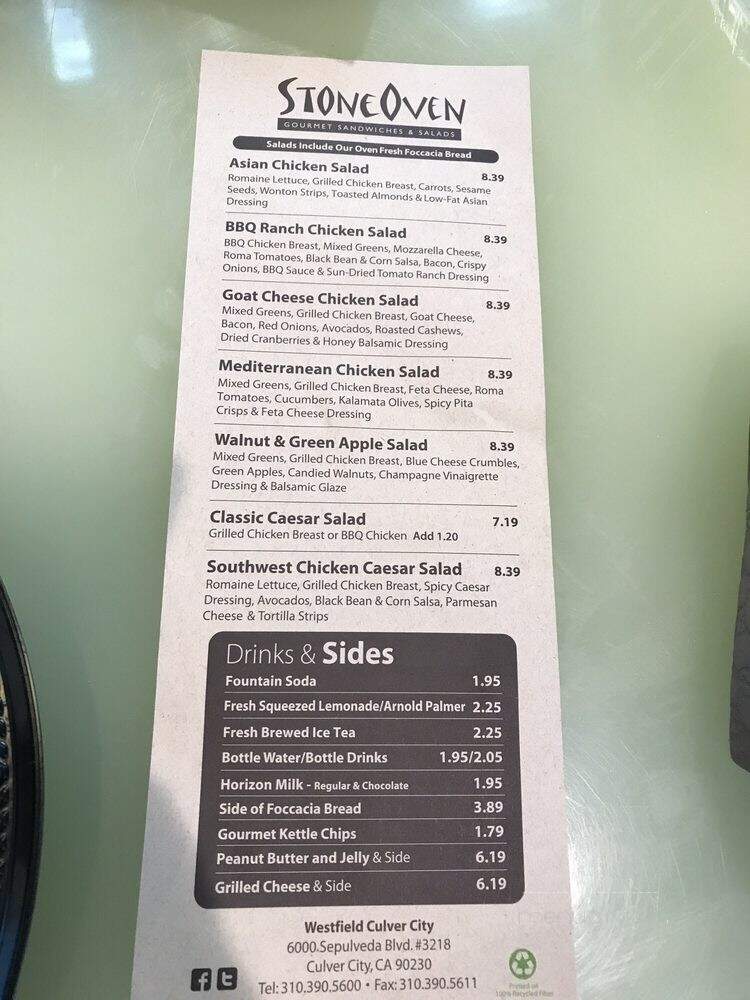 STONEOVEN
GOURMET SANDWICHES & SALADS
Salads Include Our Oven Fresh Foccacia Bread
Asian Chicken Salad 8.39
Romaine Lettuce, Grilled Chicken Breast, Carrots, Sesame
Seeds, Wonton Strips, Toasted Almonds & Low-Fat Asian
Dressing
BBQ Ranch Chicken Salad 8.39
BBQ Chicken Breast, Mixed Greens, Mozzarella Cheese,
Roma Tomatoes, Black Bean & Corn Salsa, Bacon, Crispy
Onions, BBQ Sauce & Sun-Dried Tomato Ranch Dressing
Goat Cheese Chicken Salad 8.39
Mixed Greens, Grilled Chicken Breast, Goat Cheese,
Bacon, Red Onions, Avocados, Roasted Cashews,
Dried Cranberries & Honey Balsamic Dressing
Mediterranean Chicken Salad 8.39
Mixed Greens, Grilled Chicken Breast, Feta Cheese, Roma
Tomatoes, Cucumbers, Kalamata Olives, Spicy Pita
Crisps & Feta Cheese Dressing
Walnut & Green Apple Salad 8.39
Mixed Greens, Grilled Chicken Breast, Blue Cheese Crumbles,
Green Apples, Candied Walnuts, Champagne Vinaigrette
Dressing & Balsamic Glaze
Classic Caesar Salad 7.19
Grilled Chicken Breast or BBQ Chicken Add 1.20
Southwest Chicken Caesar Salad 8.39
Romaine Lettuce, Grilled Chicken Breast, Spicy Caesar
Dressing, Avocados, Black Bean & Corn Salsa, Parmesan
Cheese & Tortilla Strips
Drinks & Sides
Fountain Soda 1.95
Fresh Squeezed Lemonade/Arnold Palmer 2.25
Fresh Brewed Ice Tea 2.25
Bottle Water/Bottle Drinks 1.95/2.05
Horizon Milk - Regular & Chocolate 1.95
Side of Foccacia Bread 3.89
Gourmet Kettle Chips 1.79
Peanut Butter and Jelly & Side 6.19
Grilled Cheese & Side 6.19
Westfield Culver City
6000 Sepulveda Blvd. #3218
Culver City, CA 90230
Tel: 310.390.5600 • Fax: 310.390.5611
Printed on
100% Recycled Fiber